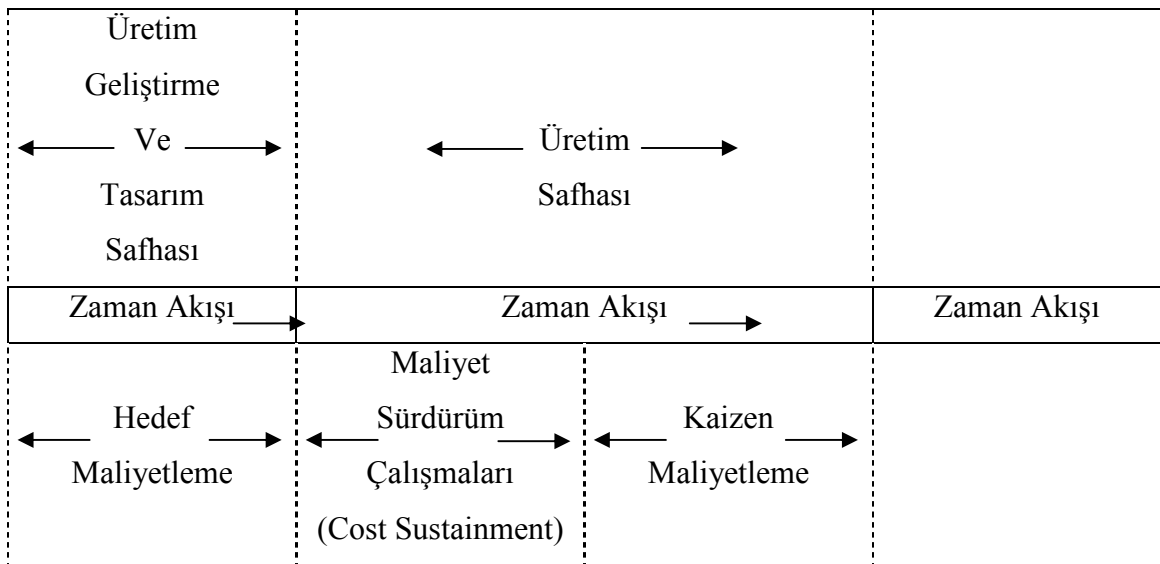 Üretim
Geliştirme
Ve
Tasarım
Safhası
Üretim
Safhası
Zaman Akışı
Zaman Akışı
Zaman Akışı
Hedef
Maliyetleme
Maliyet
Sürdürüm
Çalışmaları
(Cost Sustainment)
Kaizen
Maliyetleme